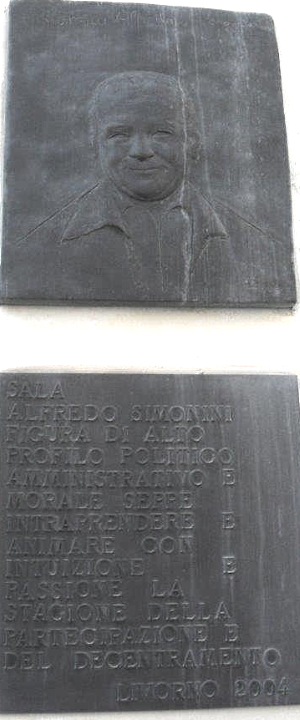 SALA
ALFREDO SIMONINI
FIGURA DI ALTO
PROFILO POLITICO
AMMINISTRATIVO E
MORALE SEPPE
INTRAPRENDERE E
ANIMARE CON
INTUIZIONE E
PASSIONE LA
STAGIONE DELLA
PARTECIPAZIONE E
DEL DECENTRAMENTO
LIVORNO 2004